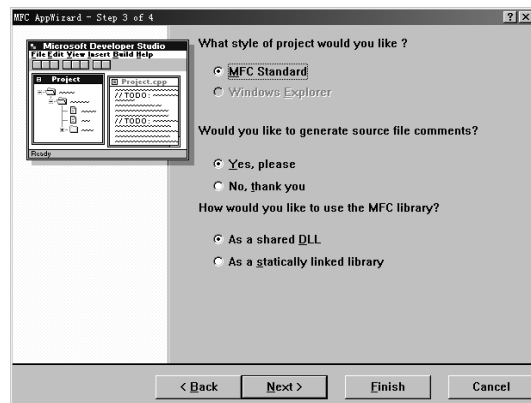 MFC AppWizard - Step 3 of 4
Microsoft Developer Studio
File Edit View Insert Build Help
Project
Project.cpp
//TODO:
//TODO:
Ready
What style of project would you like ?
MFC Standard
Windows Explorer
Would you like to generate source file comments?
Yes, please
No, thank you
How would you like to use the MFC library?
As a shared DLL
As a statically linked library
< Back
Next >
Finish
Cancel